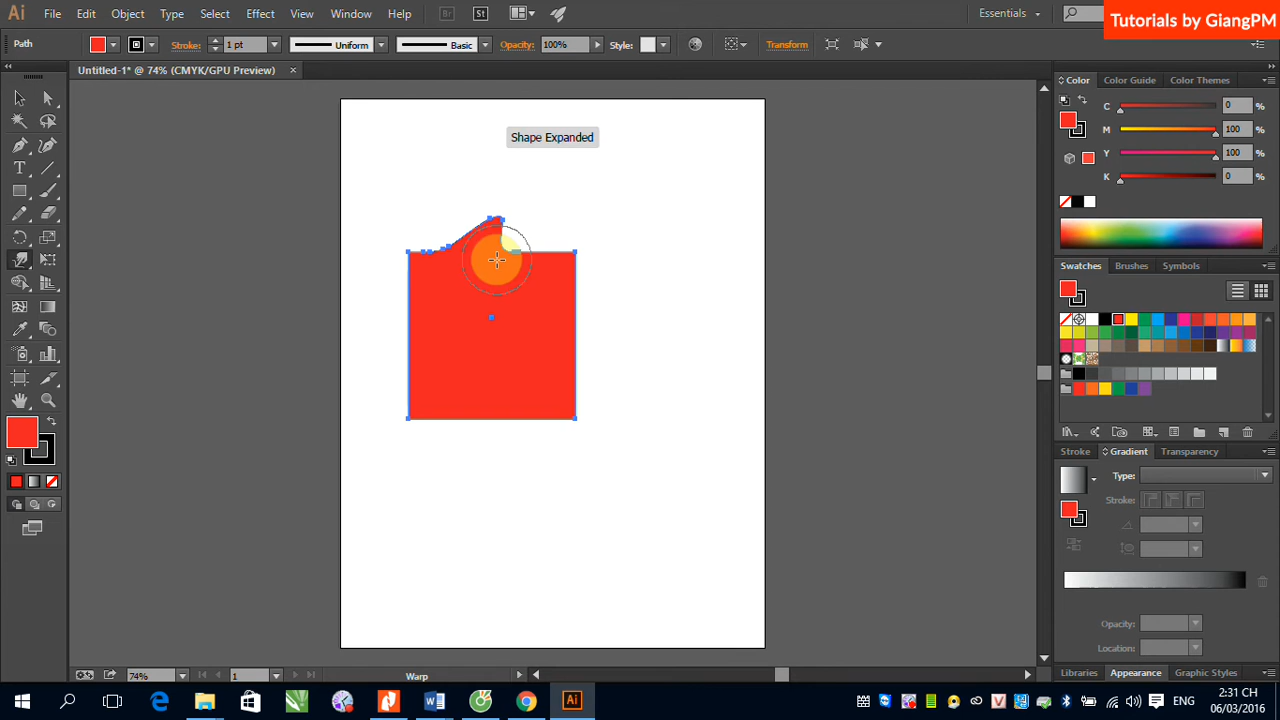 Ai File Edit Object Type Select Effect View Window Help Br St Essentials
Tutorials by GiangPM
Path Stroke: 1 pt Uniform Basic Opacity: 100% Style: Transform
Untitled-1* @ 74% (CMYK/GPU Preview) ×
Color Color Guide Color Themes
C 0 %
M 100 %
Y 100 %
K 0 %
Shape Expanded
Swatches Brushes Symbols
Stroke Gradient Transparency
Type:
Stroke:
Opacity:
Location:
Libraries Appearance Graphic Styles
74% 1 Warp
Ai ENG 2:31 CH
06/03/2016